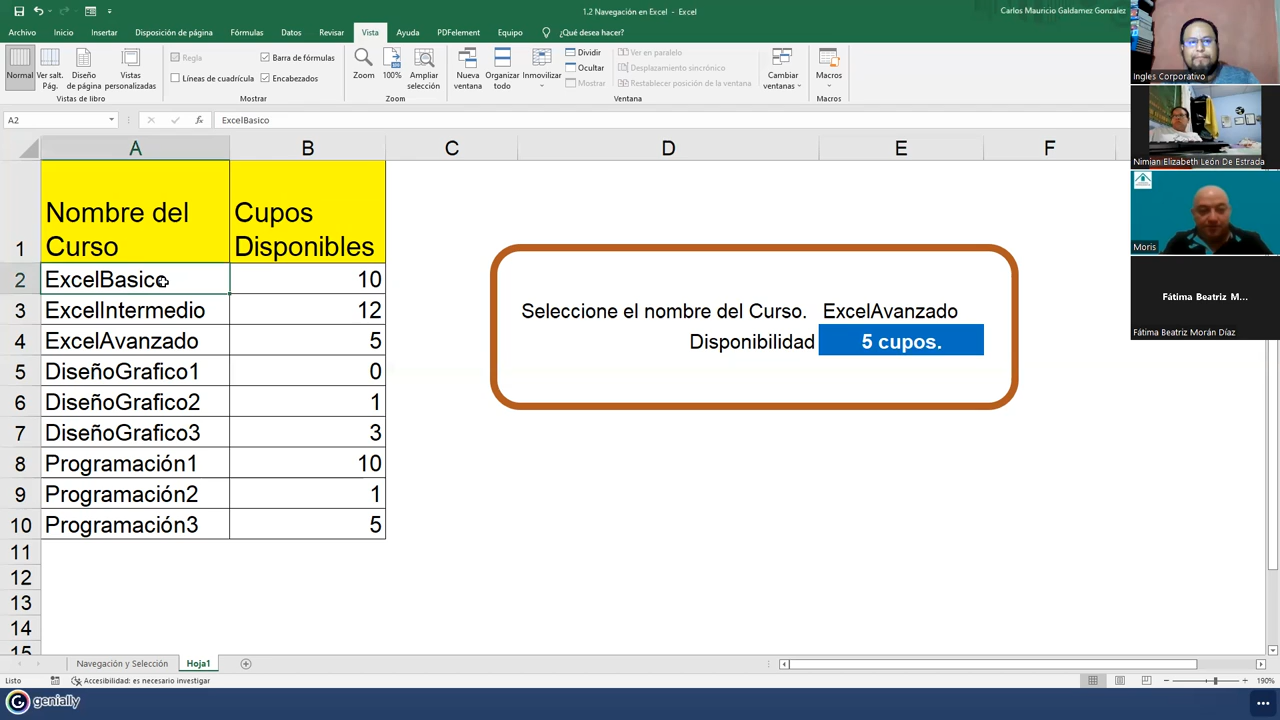 1.2 Navegación en Excel - Excel
Carlos Mauricio Galdamez Gonzalez
Archivo Inicio Insertar Disposición de página Fórmulas Datos Revisar Vista Ayuda PDFelement Equipo ¿Qué desea hacer?
Normal
Ver salt. Pág.
Diseño de página
Vistas personalizadas
Vistas de libro
Regla
Barra de fórmulas
Líneas de cuadrícula
Encabezados
Mostrar
Zoom
100%
Ampliar selección
Zoom
Nueva ventana
Organizar todo
Inmovilizar
Dividir
Ocultar
Mostrar
Ver en paralelo
Desplazamiento sincrónico
Restablecer posición de la ventana
Ventana
Cambiar ventanas
Macros
Macros
A2
fx
ExcelBasico
A B C D E F
1 Nombre del Curso Cupos Disponibles
2 ExcelBasico 10
3 ExcelIntermedio 12
4 ExcelAvanzado 5
5 DiseñoGrafico1 0
6 DiseñoGrafico2 1
7 DiseñoGrafico3 3
8 Programación1 10
9 Programación2 1
10 Programación3 5
11
12
13
14
15
Seleccione el nombre del Curso. ExcelAvanzado
Disponibilidad 5 cupos.
Ingles Corporativo
Nimian Elizabeth León De Estrada
Moris
Fátima Beatriz M...
Fátima Beatriz Morán Díaz
Navegación y Selección Hoja1
Listo
Accesibilidad: es necesario investigar
190%
genially